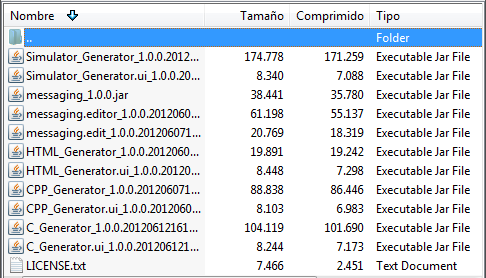 Nombre Tamaño Comprimido Tipo
.. Folder
Simulator_Generator_1.0.0.2012... 174.778 171.259 Executable Jar File
Simulator_Generator.ui_1.0.0.20... 8.340 7.088 Executable Jar File
messaging_1.0.0.jar 38.441 35.780 Executable Jar File
messaging.editor_1.0.0.2012060... 61.198 55.137 Executable Jar File
messaging.edit_1.0.0.201206071... 20.769 18.319 Executable Jar File
HTML_Generator_1.0.0.2012060... 19.891 19.242 Executable Jar File
HTML_Generator.ui_1.0.0.20120... 8.448 7.298 Executable Jar File
CPP_Generator_1.0.0.201206071... 88.838 86.446 Executable Jar File
CPP_Generator.ui_1.0.0.2012060... 8.103 6.983 Executable Jar File
C_Generator_1.0.0.20120612161... 104.119 101.690 Executable Jar File
C_Generator.ui_1.0.0.201206121... 8.244 7.173 Executable Jar File
LICENSE.txt 7.466 2.451 Text Document